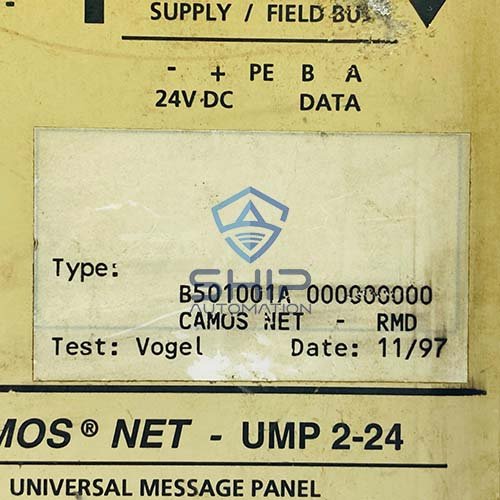 SUPPLY / FIELD BUS
- + PE B A
24V DC DATA
Type:
SHIP
AUTOMATION
B501001A 000000000
CAMOS NET - RMD
Test: Vogel Date: 11/97
MOS® NET - UMP 2-24
UNIVERSAL MESSAGE PANEL